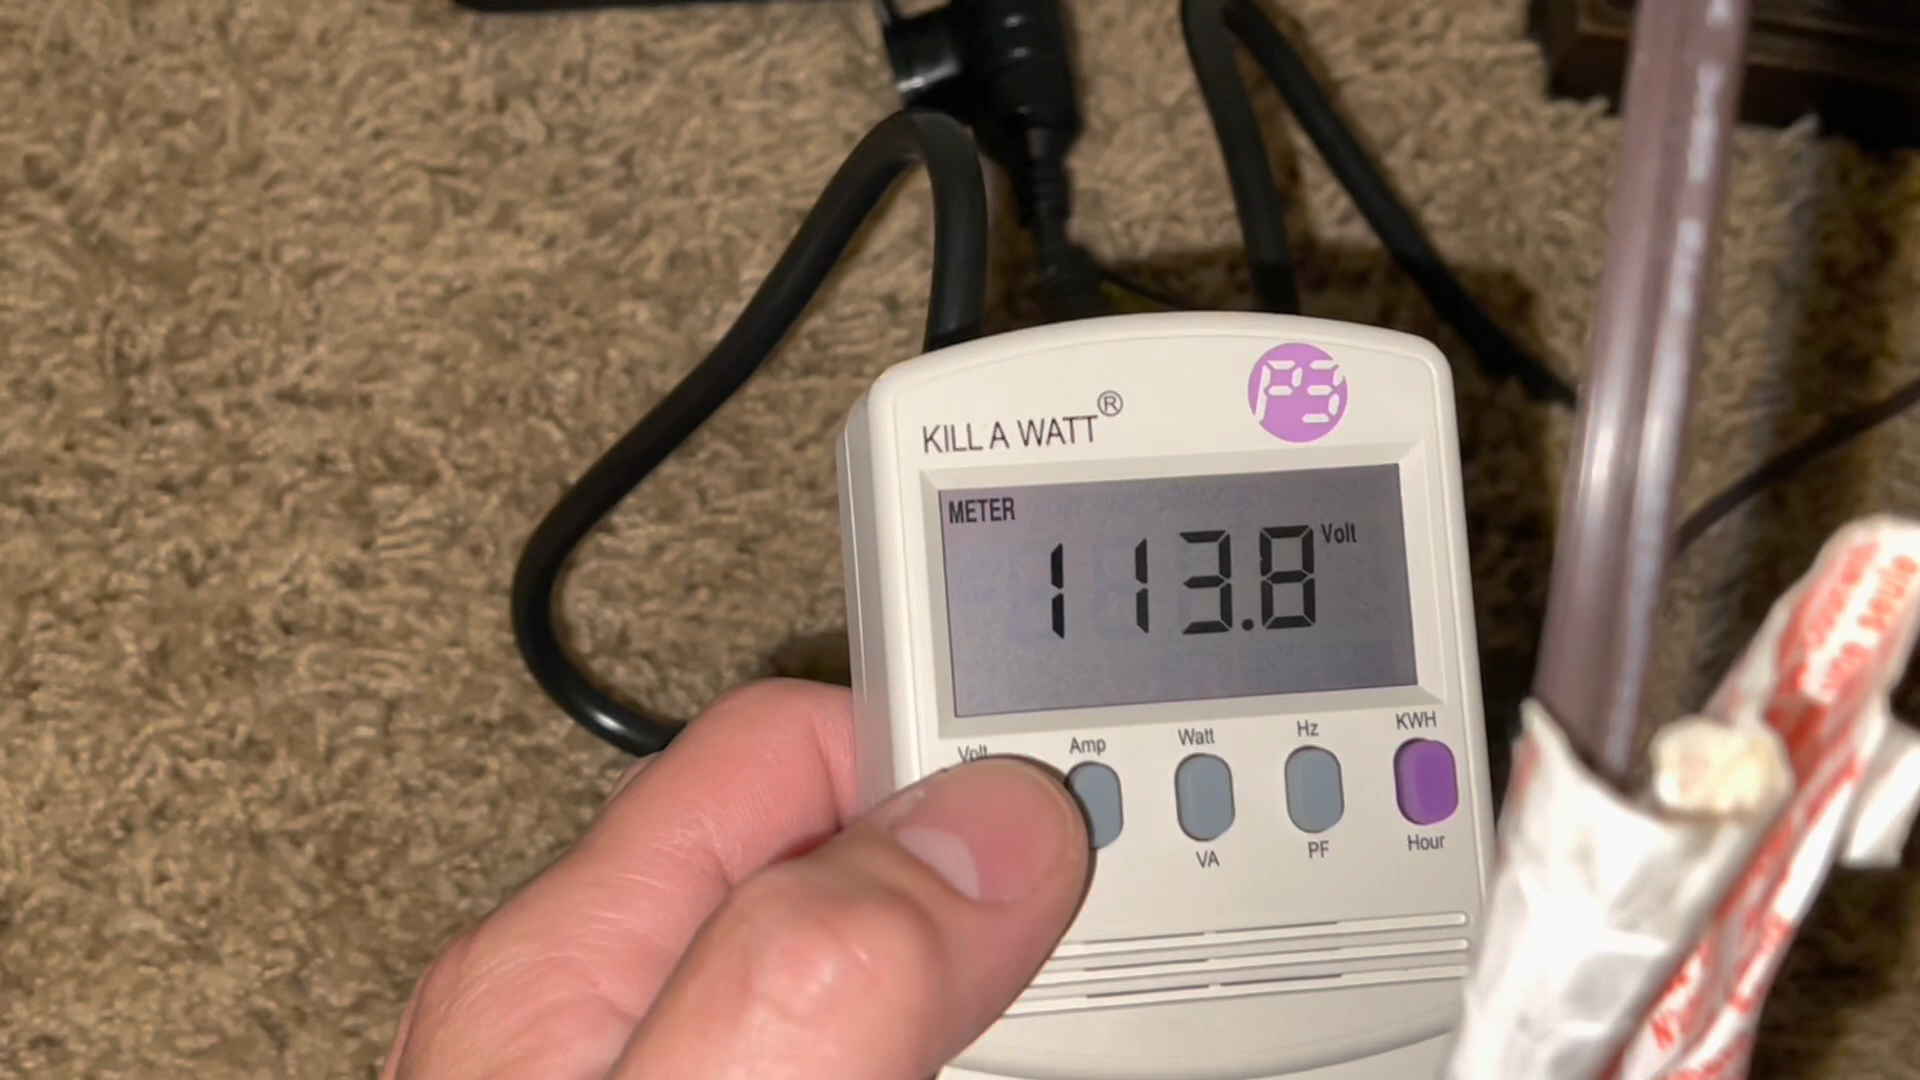 KILL A WATT®
P3
METER
113.8 Volt
Volt Amp Watt Hz KWH
VA PF Hour